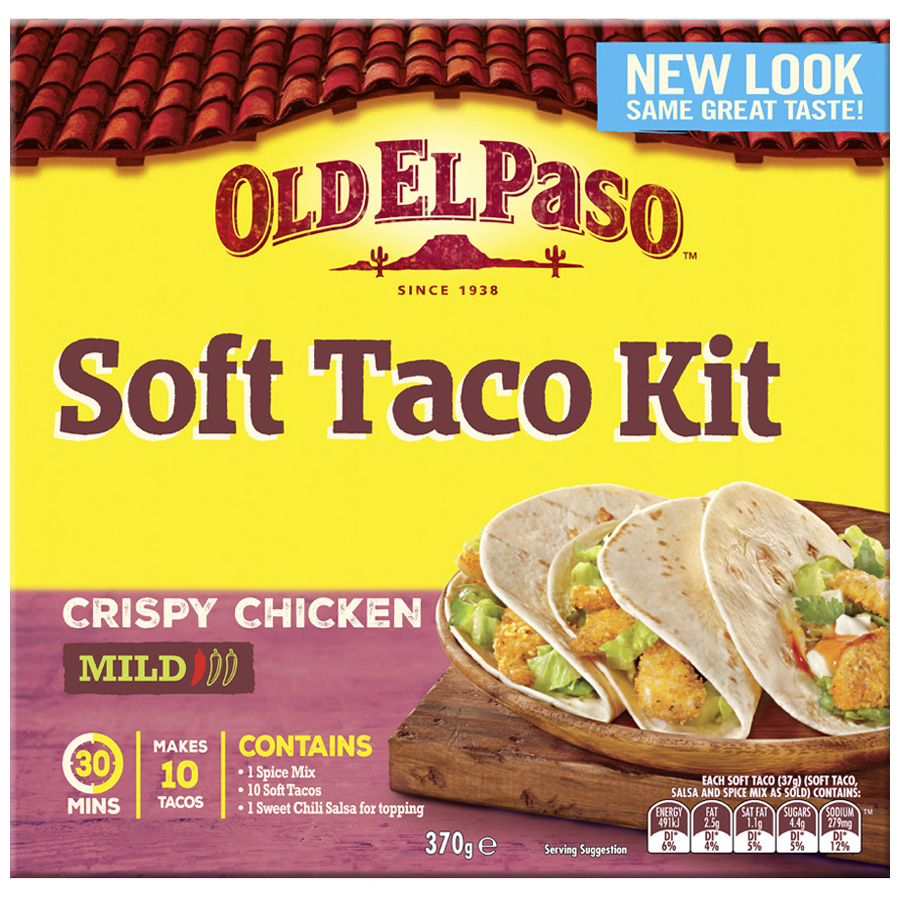 NEW LOOK
SAME GREAT TASTE!
OLD EL PASO™
SINCE 1938
Soft Taco Kit
CRISPY CHICKEN
MILD
30
MINS
MAKES
10
TACOS
CONTAINS
• 1 Spice Mix
• 10 Soft Tacos
• 1 Sweet Chili Salsa for topping
370g ℮
Serving Suggestion
EACH SOFT TACO (37g) (SOFT TACO,
SALSA AND SPICE MIX AS SOLD) CONTAINS:
ENERGY FAT SAT FAT SUGARS SODIUM ™
491kJ 2.5g 1.1g 4.4g 279mg
DI* DI* DI* DI* DI*
6% 4% 5% 5% 12%